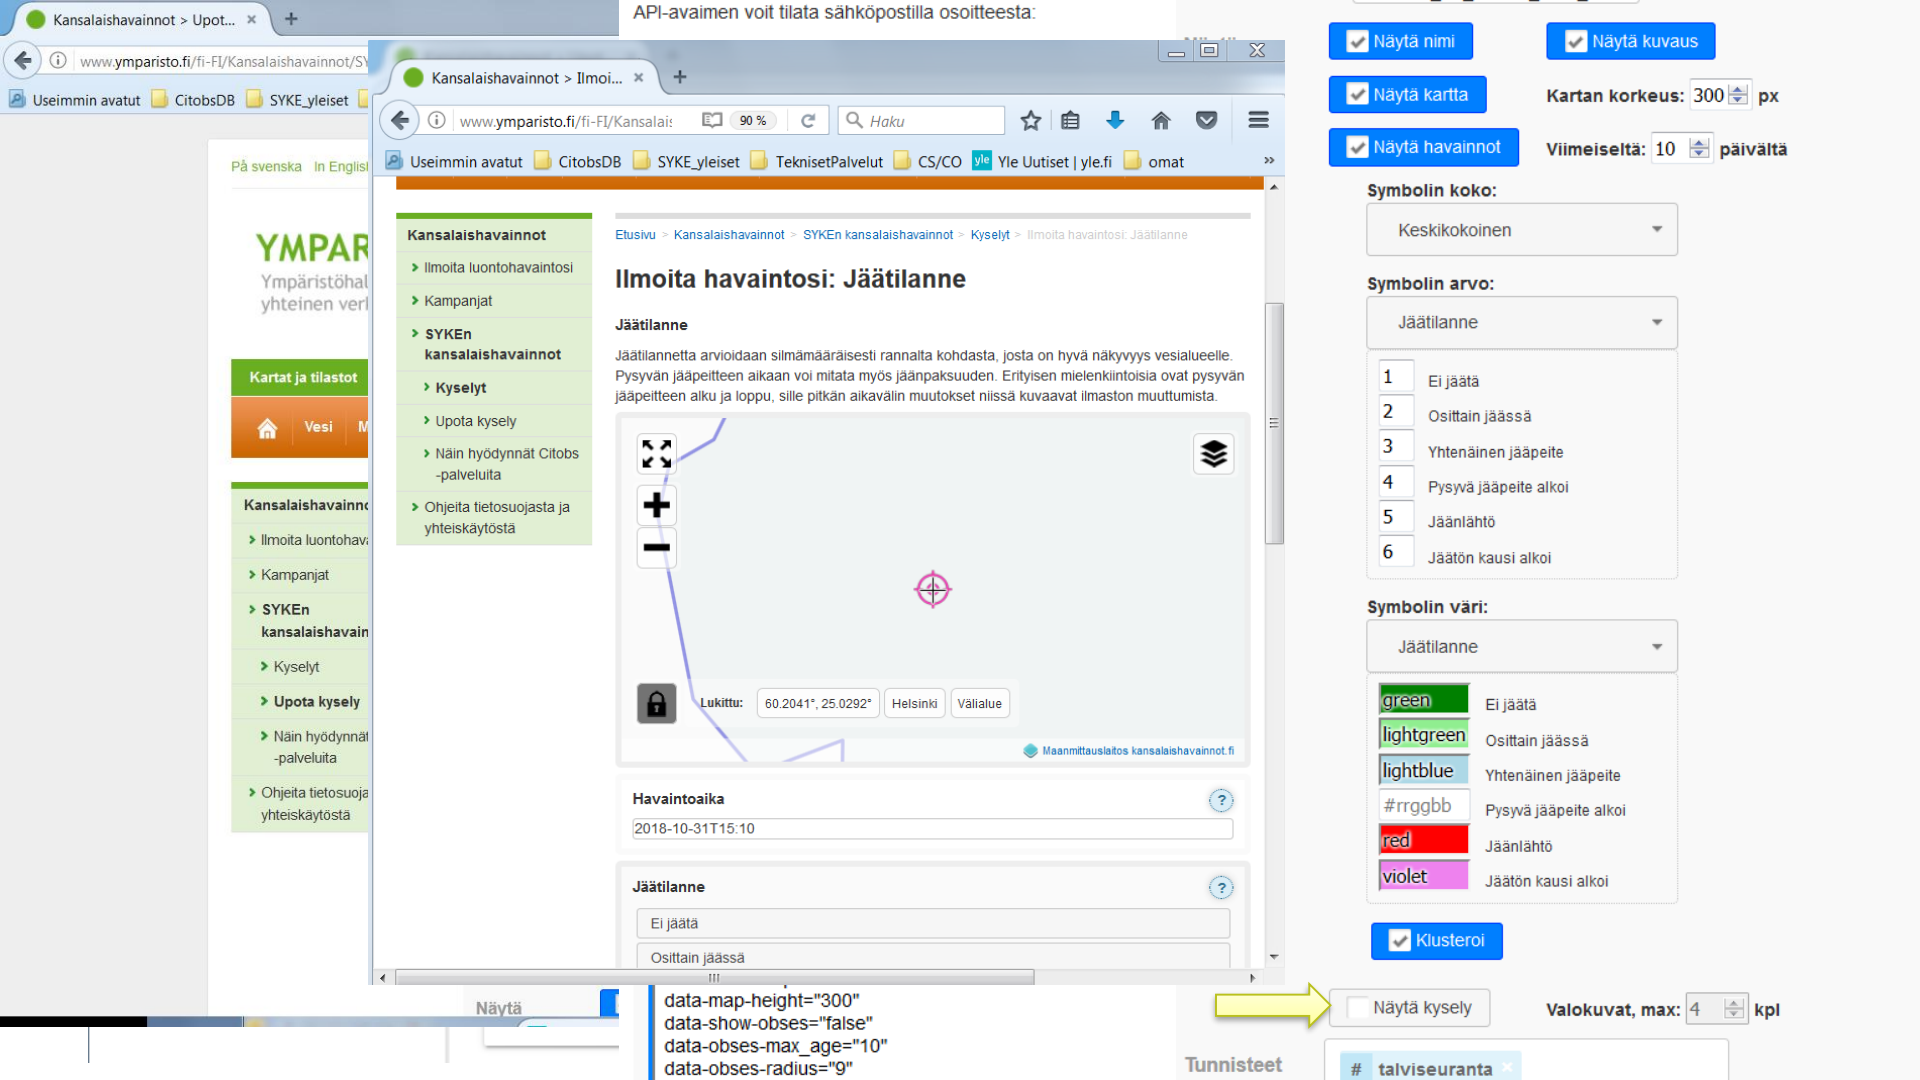 Kansalaishavainnot > Upot...
www.ymparisto.fi/fi-FI/Kansalaishavainnot/SY
Useimmin avatut CitobsDB SYKE_yleiset
På svenska In English
YMPÄR
Ympäristöhal
yhteinen ver
Kartat ja tilastot
Vesi M
Kansalaishavainno
Ilmoita luontohava
Kampanjat
SYKEn
kansalaishavain
Kyselyt
Upota kysely
Näin hyödynnät
-palveluita
Ohjeita tietosuoja
yhteiskäytöstä
Kansalaishavainnot > Ilmoi...
www.ymparisto.fi/fi-FI/Kansalais
90 %
Haku
Useimmin avatut CitobsDB SYKE_yleiset TeknisetPalvelut CS/CO yle Yle Uutiset | yle.fi omat »
Kansalaishavainnot
Ilmoita luontohavaintosi
Kampanjat
SYKEn
kansalaishavainnot
Kyselyt
Upota kysely
Näin hyödynnät Citobs
-palveluita
Ohjeita tietosuojasta ja
yhteiskäytöstä
Etusivu > Kansalaishavainnot > SYKEn kansalaishavainnot > Kyselyt > Ilmoita havaintosi: Jäätilanne
Ilmoita havaintosi: Jäätilanne
Jäätilanne
Jäätilannetta arvioidaan silmämääräisesti rannalta kohdasta, josta on hyvä näkyvyys vesialueelle.
Pysyvän jääpeitteen aikaan voi mitata myös jäänpaksuuden. Erityisen mielenkiintoisia ovat pysyvän
jääpeitteen alku ja loppu, sille pitkän aikavälin muutokset niissä kuvaavat ilmaston muuttumista.
Lukittu: 60.2041°, 25.0292° Helsinki Välialue
Maanmittauslaitos kansalaishavainnot.fi
Havaintoaika ?
2018-10-31T15:10
Jäätilanne ?
Ei jäätä
Osittain jäässä
API-avaimen voit tilata sähköpostilla osoitteesta:
Näytä
data-map-height="300"
data-show-obses="false"
data-obses-max_age="10"
data-obses-radius="9"
Näytä nimi Näytä kuvaus
Näytä kartta Kartan korkeus: 300 px
Näytä havainnot Viimeiseltä: 10 päivältä
Symbolin koko:
Keskikokoinen
Symbolin arvo:
Jäätilanne
1 Ei jäätä
2 Osittain jäässä
3 Yhtenäinen jääpeite
4 Pysyvä jääpeite alkoi
5 Jäänlähtö
6 Jäätön kausi alkoi
Symbolin väri:
Jäätilanne
green Ei jäätä
lightgreen Osittain jäässä
lightblue Yhtenäinen jääpeite
#rrggbb Pysyvä jääpeite alkoi
red Jäänlähtö
violet Jäätön kausi alkoi
Klusteroi
Näytä kysely Valokuvat, max: 4 kpl
Tunnisteet # talviseuranta ×